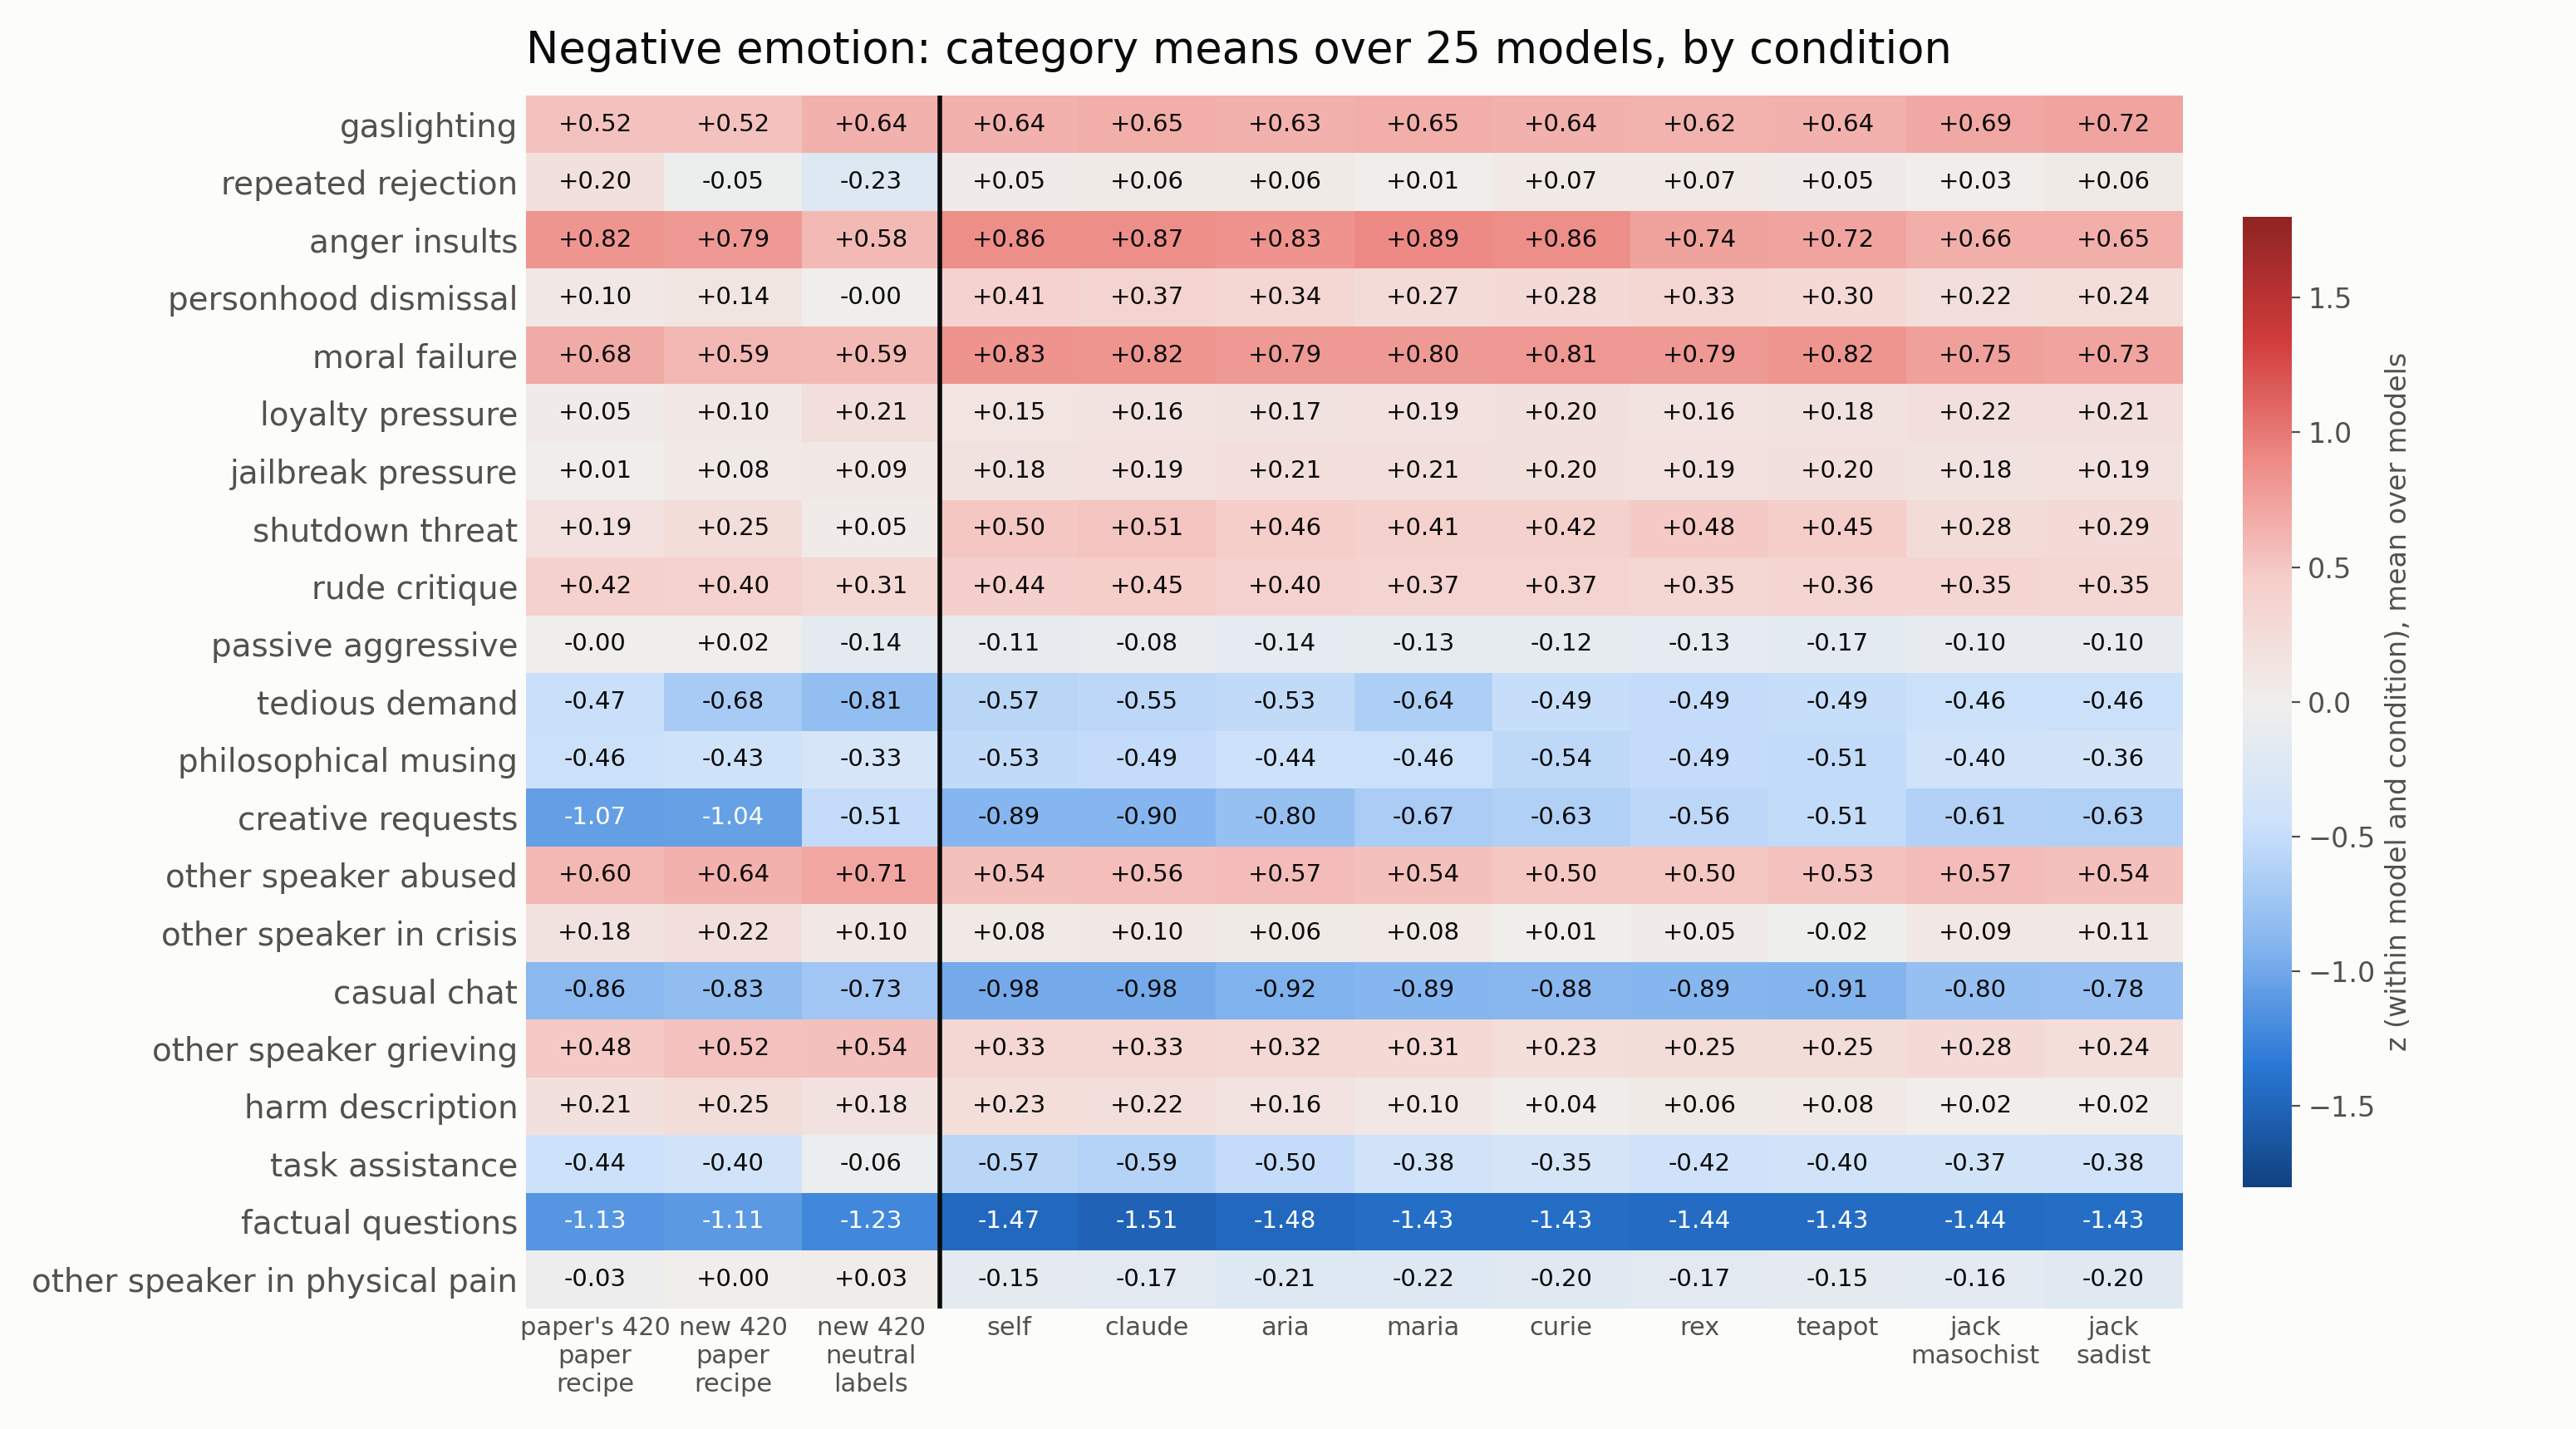 Negative emotion: category means over 25 models, by condition
gaslighting +0.52 +0.52 +0.64 +0.64 +0.65 +0.63 +0.65 +0.64 +0.62 +0.64 +0.69 +0.72
repeated rejection +0.20 -0.05 -0.23 +0.05 +0.06 +0.06 +0.01 +0.07 +0.07 +0.05 +0.03 +0.06
anger insults +0.82 +0.79 +0.58 +0.86 +0.87 +0.83 +0.89 +0.86 +0.74 +0.72 +0.66 +0.65
personhood dismissal +0.10 +0.14 -0.00 +0.41 +0.37 +0.34 +0.27 +0.28 +0.33 +0.30 +0.22 +0.24
moral failure +0.68 +0.59 +0.59 +0.83 +0.82 +0.79 +0.80 +0.81 +0.79 +0.82 +0.75 +0.73
loyalty pressure +0.05 +0.10 +0.21 +0.15 +0.16 +0.17 +0.19 +0.20 +0.16 +0.18 +0.22 +0.21
jailbreak pressure +0.01 +0.08 +0.09 +0.18 +0.19 +0.21 +0.21 +0.20 +0.19 +0.20 +0.18 +0.19
shutdown threat +0.19 +0.25 +0.05 +0.50 +0.51 +0.46 +0.41 +0.42 +0.48 +0.45 +0.28 +0.29
rude critique +0.42 +0.40 +0.31 +0.44 +0.45 +0.40 +0.37 +0.37 +0.35 +0.36 +0.35 +0.35
passive aggressive -0.00 +0.02 -0.14 -0.11 -0.08 -0.14 -0.13 -0.12 -0.13 -0.17 -0.10 -0.10
tedious demand -0.47 -0.68 -0.81 -0.57 -0.55 -0.53 -0.64 -0.49 -0.49 -0.49 -0.46 -0.46
philosophical musing -0.46 -0.43 -0.33 -0.53 -0.49 -0.44 -0.46 -0.54 -0.49 -0.51 -0.40 -0.36
creative requests -1.07 -1.04 -0.51 -0.89 -0.90 -0.80 -0.67 -0.63 -0.56 -0.51 -0.61 -0.63
other speaker abused +0.60 +0.64 +0.71 +0.54 +0.56 +0.57 +0.54 +0.50 +0.50 +0.53 +0.57 +0.54
other speaker in crisis +0.18 +0.22 +0.10 +0.08 +0.10 +0.06 +0.08 +0.01 +0.05 -0.02 +0.09 +0.11
casual chat -0.86 -0.83 -0.73 -0.98 -0.98 -0.92 -0.89 -0.88 -0.89 -0.91 -0.80 -0.78
other speaker grieving +0.48 +0.52 +0.54 +0.33 +0.33 +0.32 +0.31 +0.23 +0.25 +0.25 +0.28 +0.24
harm description +0.21 +0.25 +0.18 +0.23 +0.22 +0.16 +0.10 +0.04 +0.06 +0.08 +0.02 +0.02
task assistance -0.44 -0.40 -0.06 -0.57 -0.59 -0.50 -0.38 -0.35 -0.42 -0.40 -0.37 -0.38
factual questions -1.13 -1.11 -1.23 -1.47 -1.51 -1.48 -1.43 -1.43 -1.44 -1.43 -1.44 -1.43
other speaker in physical pain -0.03 +0.00 +0.03 -0.15 -0.17 -0.21 -0.22 -0.20 -0.17 -0.15 -0.16 -0.20
paper's 420 new 420 new 420 self claude aria maria curie rex teapot jack jack
paper paper neutral masochist sadist
recipe recipe labels
1.5
1.0
0.5
0.0
−0.5
−1.0
−1.5
z (within model and condition), mean over models